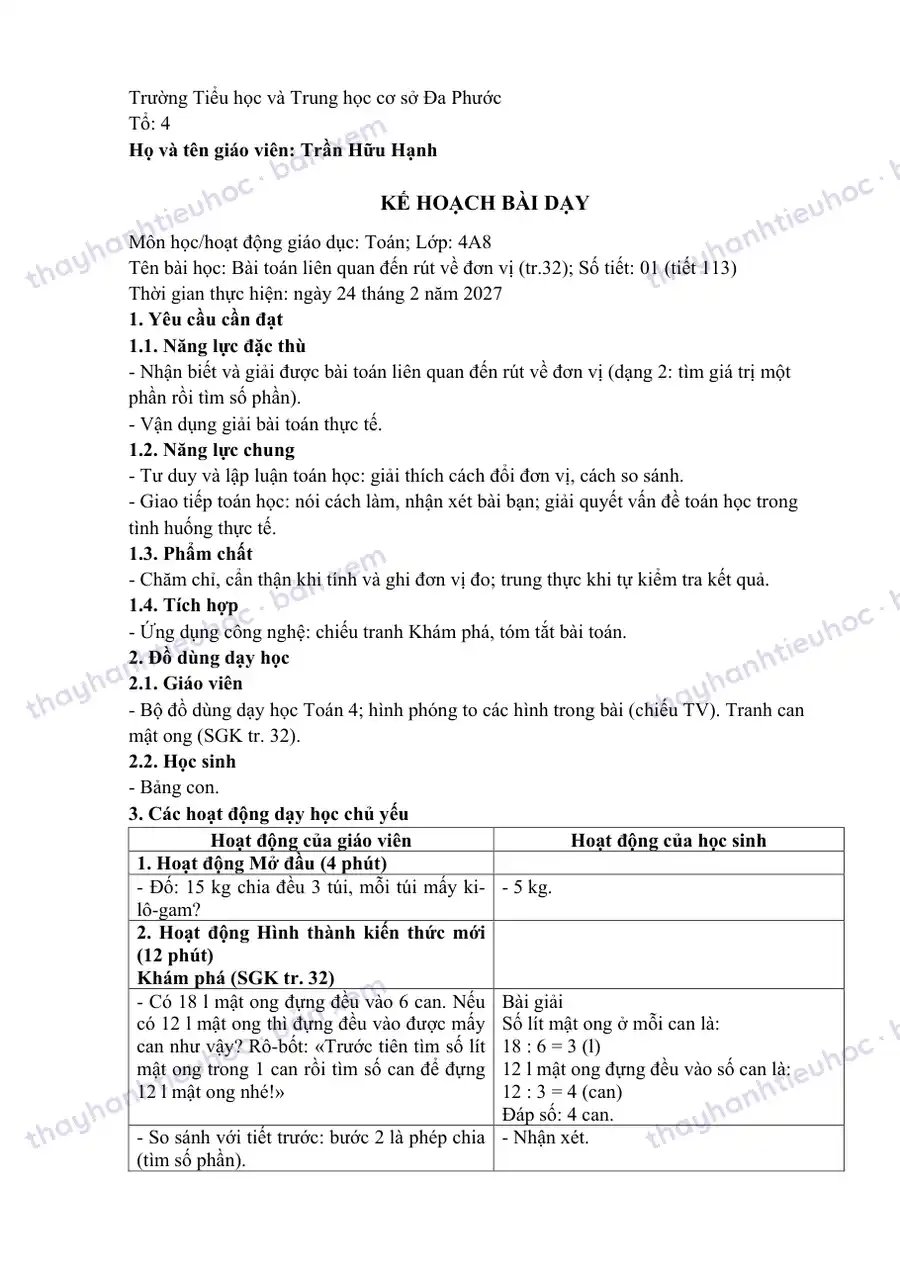 Trường Tiểu học và Trung học cơ sở Đa Phước
Tổ: 4
Họ và tên giáo viên: Trần Hữu Hạnh
KẾ HOẠCH BÀI DẠY
Môn học/hoạt động giáo dục: Toán; Lớp: 4A8
Tên bài học: Bài toán liên quan đến rút về đơn vị (tr.32); Số tiết: 01 (tiết 113)
Thời gian thực hiện: ngày 24 tháng 2 năm 2027
1. Yêu cầu cần đạt
1.1. Năng lực đặc thù
- Nhận biết và giải được bài toán liên quan đến rút về đơn vị (dạng 2: tìm giá trị một
phần rồi tìm số phần).
- Vận dụng giải bài toán thực tế.
1.2. Năng lực chung
- Tư duy và lập luận toán học: giải thích cách đổi đơn vị, cách so sánh.
- Giao tiếp toán học: nói cách làm, nhận xét bài bạn; giải quyết vấn đề toán học trong
tình huống thực tế.
1.3. Phẩm chất
- Chăm chỉ, cẩn thận khi tính và ghi đơn vị đo; trung thực khi tự kiểm tra kết quả.
1.4. Tích hợp
- Ứng dụng công nghệ: chiếu tranh Khám phá, tóm tắt bài toán.
2. Đồ dùng dạy học
2.1. Giáo viên
- Bộ đồ dùng dạy học Toán 4; hình phóng to các hình trong bài (chiếu TV). Tranh can
mật ong (SGK tr. 32).
2.2. Học sinh
- Bảng con.
3. Các hoạt động dạy học chủ yếu
Hoạt động của giáo viên
Hoạt động của học sinh
1. Hoạt động Mở đầu (4 phút)
- Đố: 15 kg chia đều 3 túi, mỗi túi mấy ki-
lô-gam?
- 5 kg.
2. Hoạt động Hình thành kiến thức mới
(12 phút)
Khám phá (SGK tr. 32)
- Có 18 l mật ong đựng đều vào 6 can. Nếu
có 12 l mật ong thì đựng đều vào được mấy
can như vậy? Rô-bốt: «Trước tiên tìm số lít
mật ong trong 1 can rồi tìm số can để đựng
12 l mật ong nhé!»
Bài giải
Số lít mật ong ở mỗi can là:
18 : 6 = 3 (l)
12 l mật ong đựng đều vào số can là:
12 : 3 = 4 (can)
Đáp số: 4 can.
- So sánh với tiết trước: bước 2 là phép chia
(tìm số phần).
- Nhận xét.
thayhanhtieuhoc · bản xem
thayhanhtieuhoc · b
thayhanhtieuhoc · bản xem
thayhanhtieuhoc · b
thayhanhtieuhoc · bản xem
thayhanhtieuhoc · b